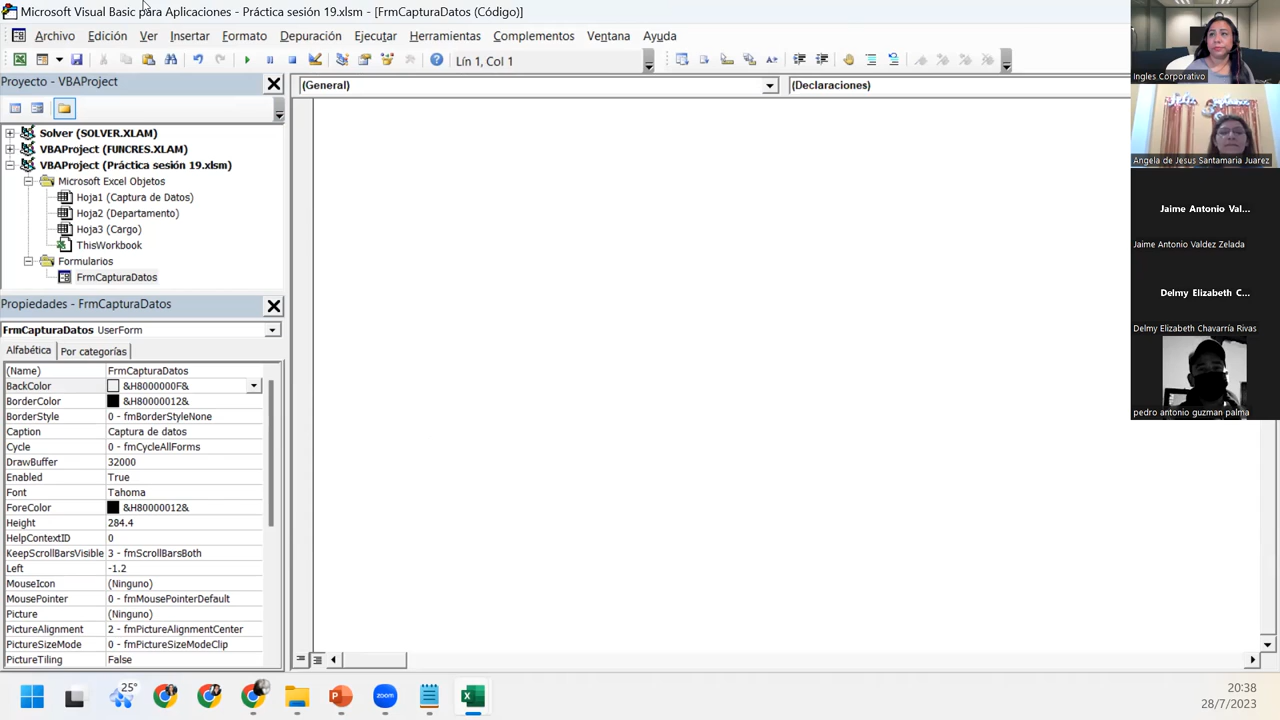 Microsoft Visual Basic para Aplicaciones - Práctica sesión 19.xlsm - [FrmCapturaDatos (Código)]
Archivo Edición Ver Insertar Formato Depuración Ejecutar Herramientas Complementos Ventana Ayuda
Lín 1, Col 1
Proyecto - VBAProject
(General)
(Declaraciones)
Solver (SOLVER.XLAM)
VBAProject (FUNCRES.XLAM)
VBAProject (Práctica sesión 19.xlsm)
Microsoft Excel Objetos
Hoja1 (Captura de Datos)
Hoja2 (Departamento)
Hoja3 (Cargo)
ThisWorkbook
Formularios
FrmCapturaDatos
Propiedades - FrmCapturaDatos
FrmCapturaDatos UserForm
Alfabética Por categorías
(Name) FrmCapturaDatos
BackColor &H8000000F&
BorderColor &H80000012&
BorderStyle 0 - fmBorderStyleNone
Caption Captura de datos
Cycle 0 - fmCycleAllForms
DrawBuffer 32000
Enabled True
Font Tahoma
ForeColor &H80000012&
Height 284.4
HelpContextID 0
KeepScrollBarsVisible 3 - fmScrollBarsBoth
Left -1.2
MouseIcon (Ninguno)
MousePointer 0 - fmMousePointerDefault
Picture (Ninguno)
PictureAlignment 2 - fmPictureAlignmentCenter
PictureSizeMode 0 - fmPictureSizeModeClip
PictureTiling False
Ingles Corporativo
Angela de Jesus Santamaria Juarez
Jaime Antonio Val...
Jaime Antonio Valdez Zelada
Delmy Elizabeth C...
Delmy Elizabeth Chavarría Rivas
pedro antonio guzman palma
25°
zoom
20:38
28/7/2023